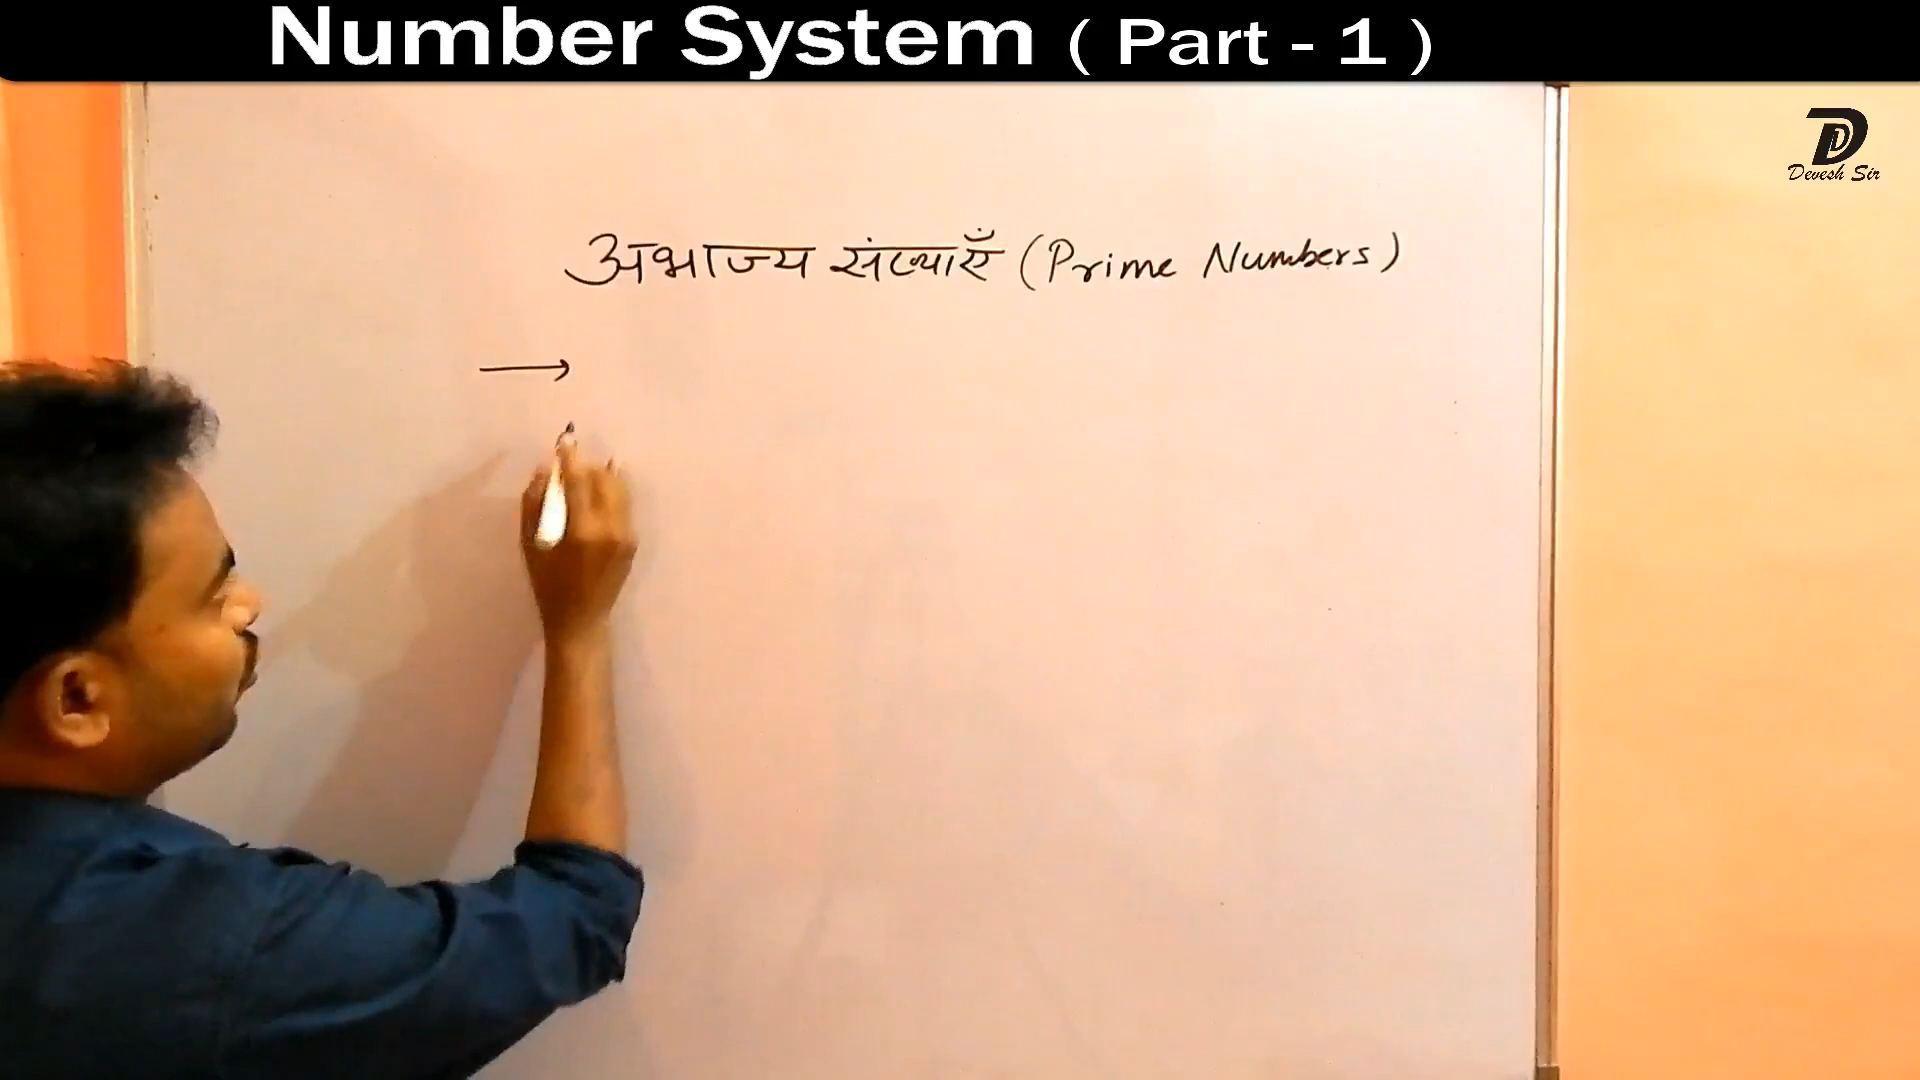 Number System ( Part - 1 )
D
Devesh Sir
अभाज्य संख्याएँ (Prime Numbers)
→